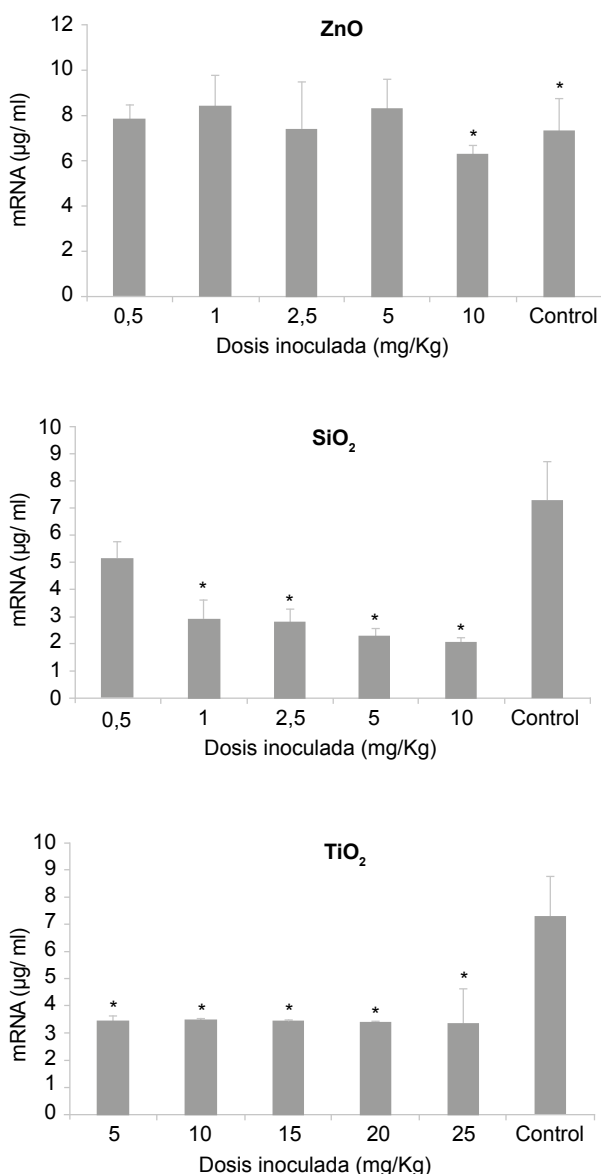 ZnO
12
10
8
6
4
2
0
mRNA (µg/ ml)
*
*
0,5 1 2,5 5 10 Control
Dosis inoculada (mg/Kg)
SiO2
10
9
8
7
6
5
4
3
2
1
0
mRNA (µg/ ml)
*
*
*
*
0,5 1 2,5 5 10 Control
Dosis inoculada (mg/Kg)
TiO2
10
9
8
7
6
5
4
3
2
1
0
mRNA (µg/ ml)
* * * * *
5 10 15 20 25 Control
Dosis inoculada (mg/Kg)